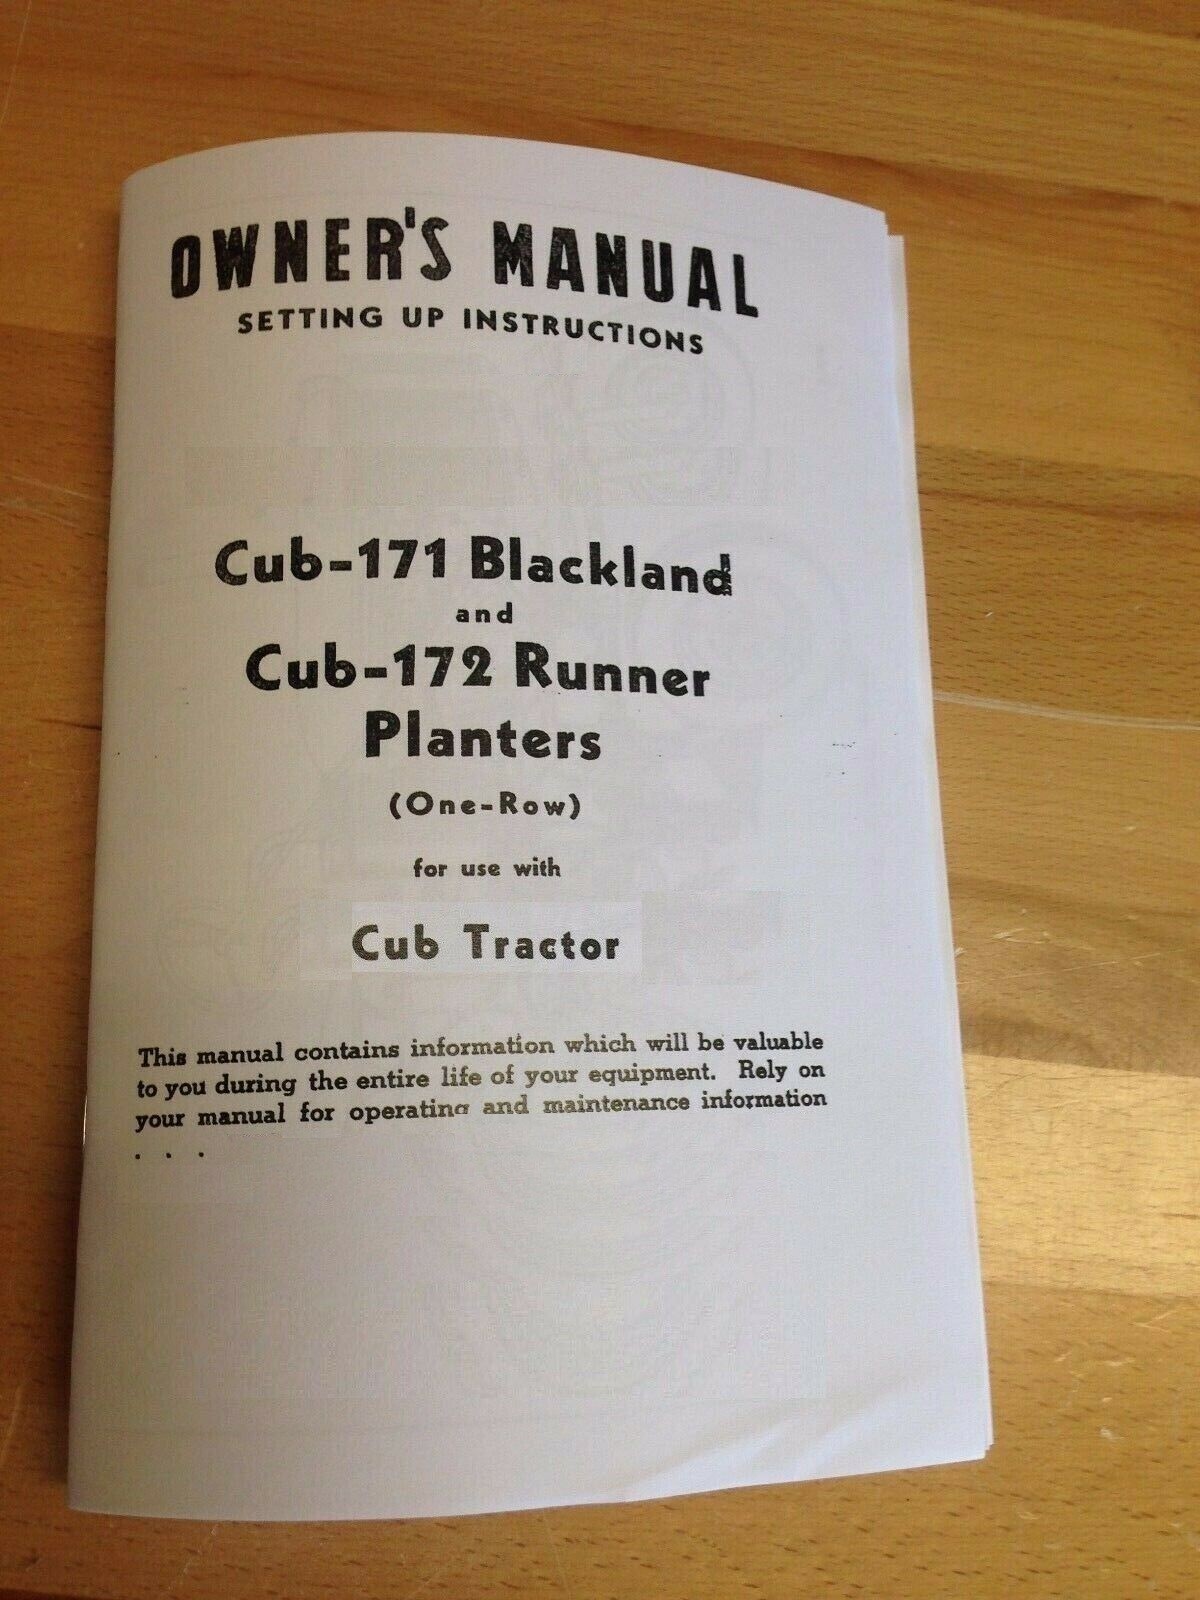 OWNER'S MANUAL
SETTING UP INSTRUCTIONS
Cub-171 Blackland
and
Cub-172 Runner
Planters
(One-Row)
for use with
Cub Tractor
This manual contains information which will be valuable
to you during the entire life of your equipment. Rely on
your manual for operating and maintenance information
. . .